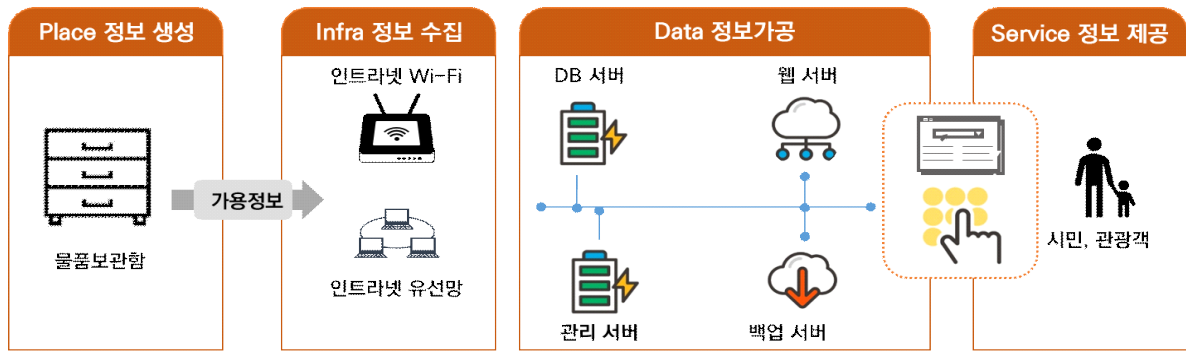 Place 정보 생성
물품보관함
가용정보
Infra 정보 수집
인트라넷 Wi-Fi
인트라넷 유선망
Data 정보가공
DB 서버
웹 서버
관리 서버
백업 서버
Service 정보 제공
시민, 관광객